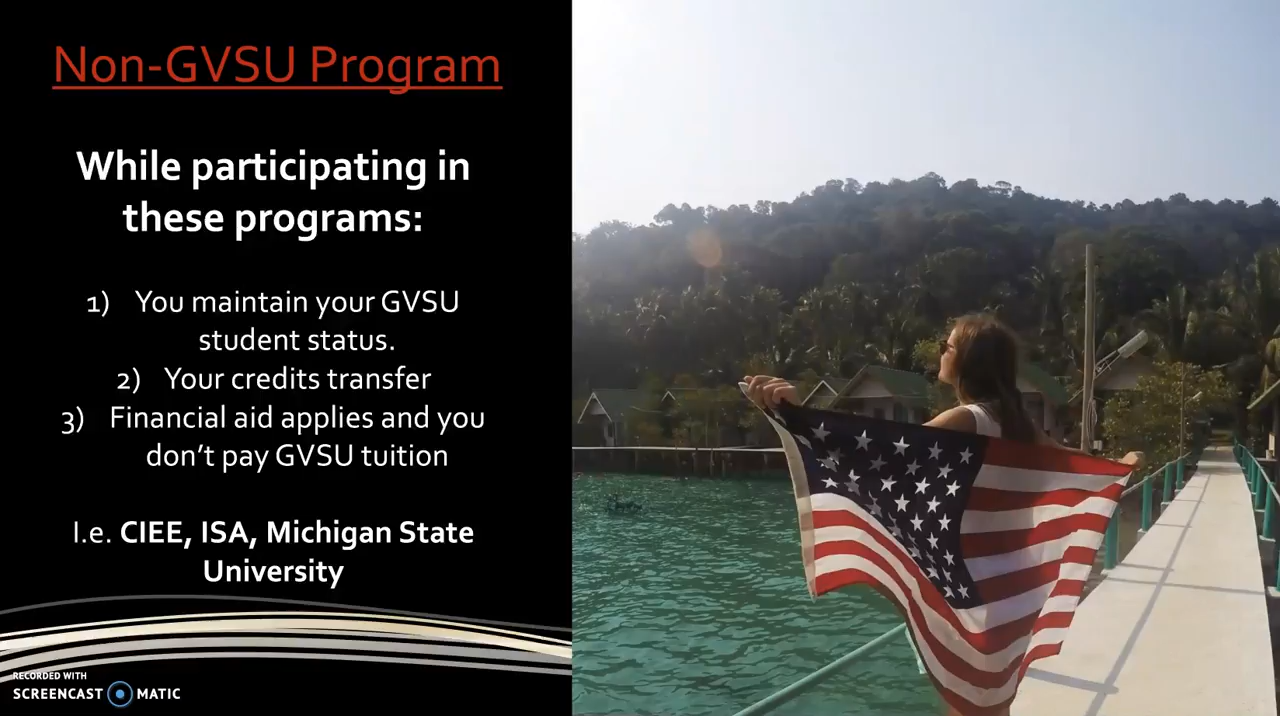 Non-GVSU Program
While participating in
these programs:
1) You maintain your GVSU
student status.
2) Your credits transfer
3) Financial aid applies and you
don’t pay GVSU tuition
I.e. CIEE, ISA, Michigan State
University
RECORDED WITH
SCREENCAST MATIC